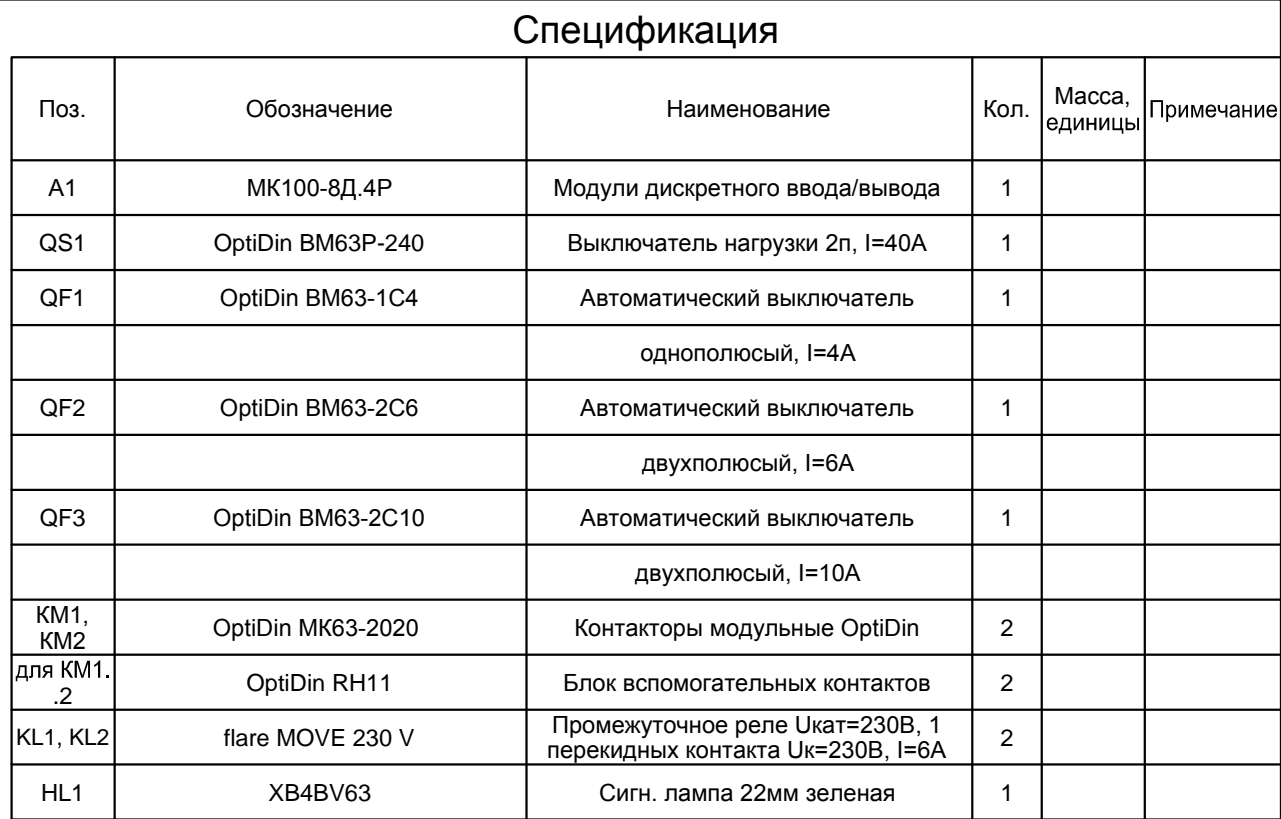 Спецификация
Поз. Обозначение Наименование Кол. Масса, единицы Примечание
A1 МК100-8Д.4Р Модули дискретного ввода/вывода 1
QS1 OptiDin ВМ63Р-240 Выключатель нагрузки 2п, I=40A 1
QF1 OptiDin BM63-1C4 Автоматический выключатель 1
однополюсый, I=4A
QF2 OptiDin BM63-2C6 Автоматический выключатель 1
двухполюсый, I=6A
QF3 OptiDin BM63-2C10 Автоматический выключатель 1
двухполюсый, I=10A
КМ1, КМ2 OptiDin МК63-2020 Контакторы модульные OptiDin 2
для КМ1. .2 OptiDin RH11 Блок вспомогательных контактов 2
KL1, KL2 flare MOVE 230 V Промежуточное реле Uкат=230В, 1 перекидных контакта Uк=230В, I=6A 2
HL1 XB4BV63 Сигн. лампа 22мм зеленая 1